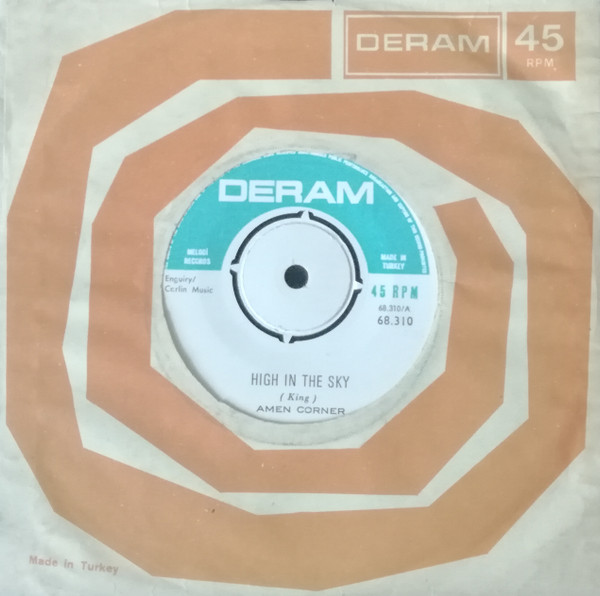 DERAM
45
RPM
DERAM
MELODİ
RECORDS
MADE IN
TURKEY
Enquiry/
Carlin Music
45 RPM
68.310/A
68.310
HIGH IN THE SKY
( King )
AMEN CORNER
Made in Turkey